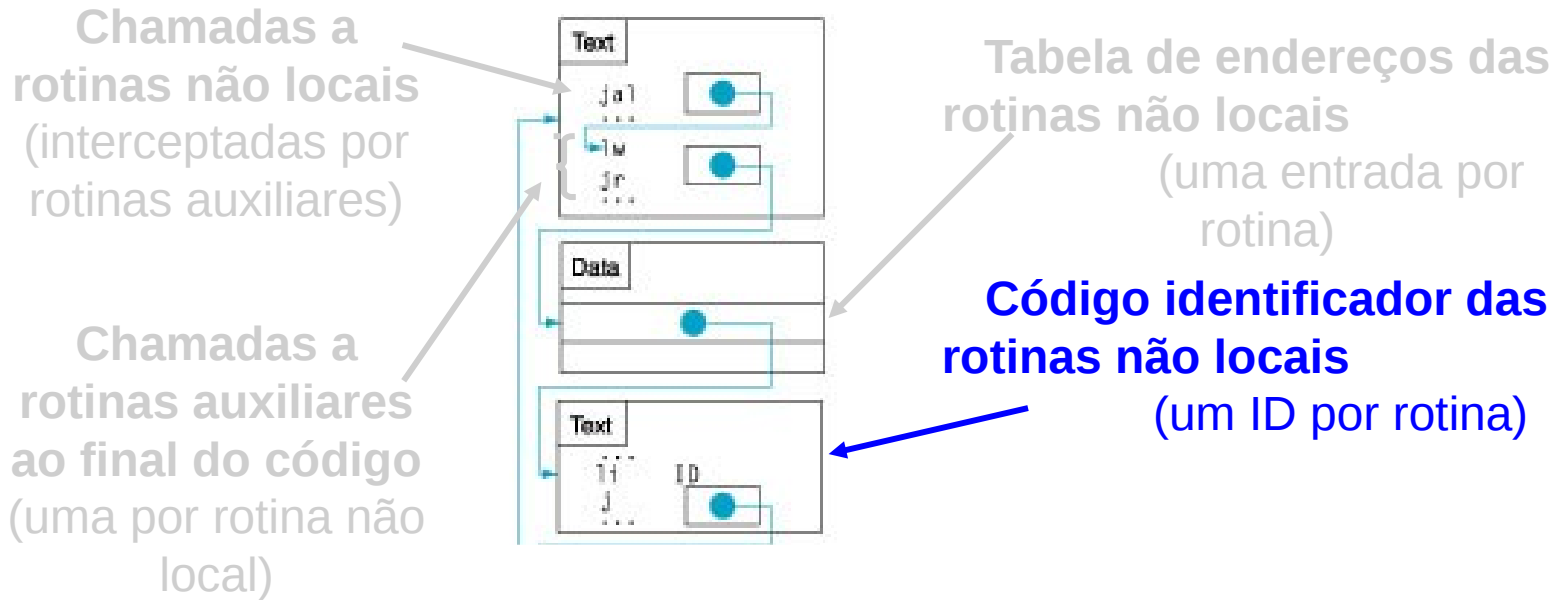 Chamadas a
rotinas não locais
(interceptadas por
rotinas auxiliares)
Chamadas a
rotinas auxiliares
ao final do código
(uma por rotina não
local)
Text
jal
...
lw
jr
...
Data
Text
...
li ID
j
...
Tabela de endereços das
rotinas não locais
(uma entrada por
rotina)
Código identificador das
rotinas não locais
(um ID por rotina)